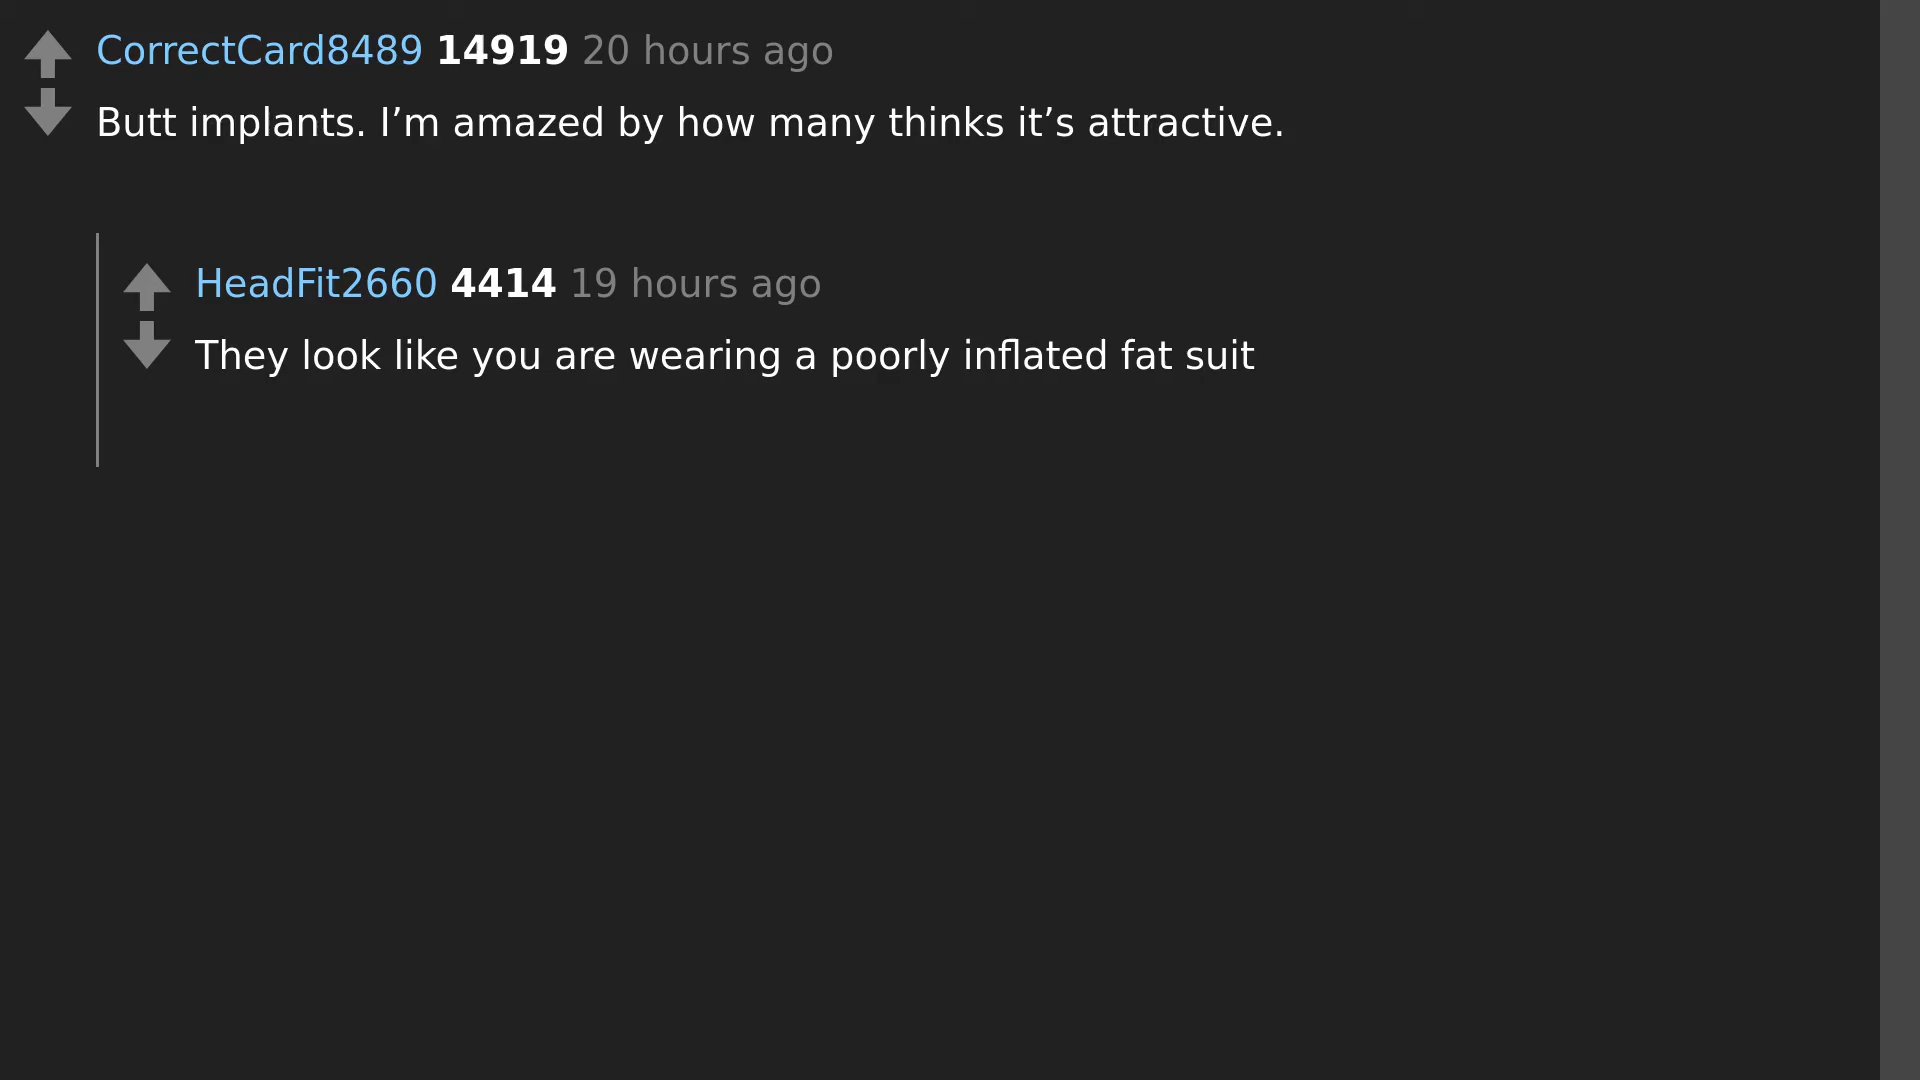 CorrectCard8489 14919 20 hours ago
Butt implants. I’m amazed by how many thinks it’s attractive.
HeadFit2660 4414 19 hours ago
They look like you are wearing a poorly inflated fat suit